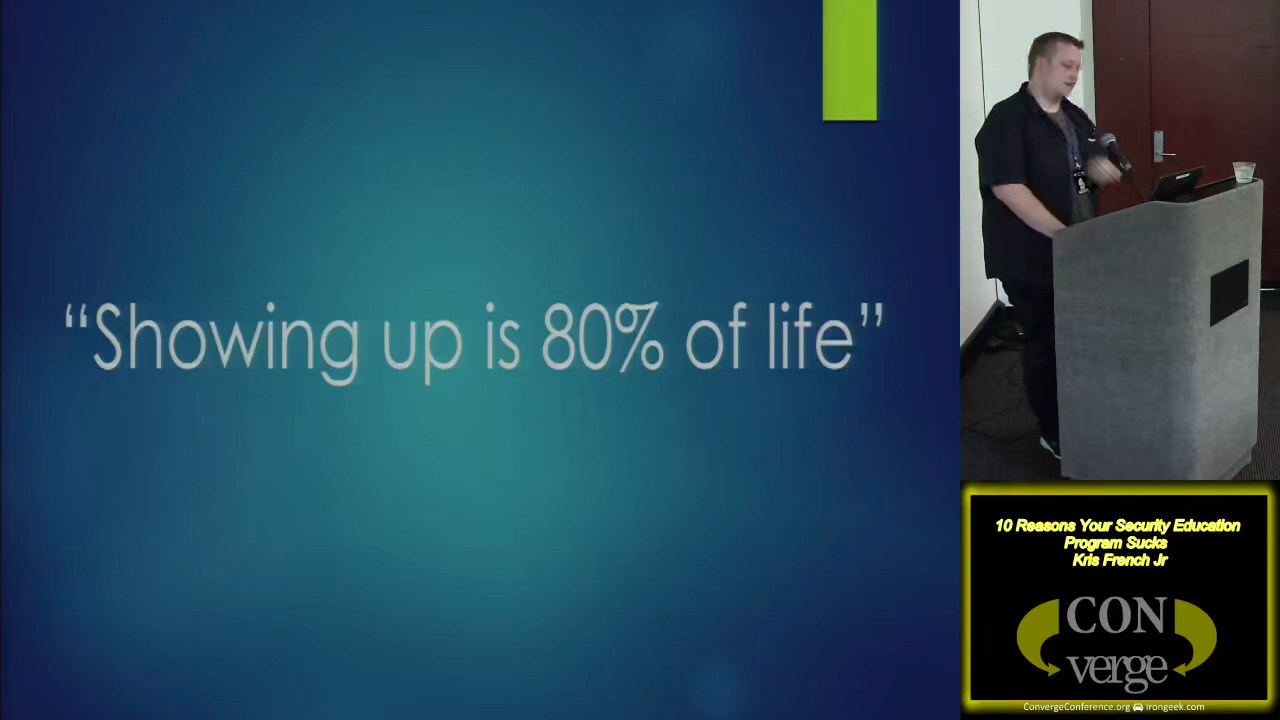 “Showing up is 80% of life”
10 Reasons Your Security Education
Program Sucks
Kris French Jr
CON
verge
ConvergeConference.org Irongeek.com